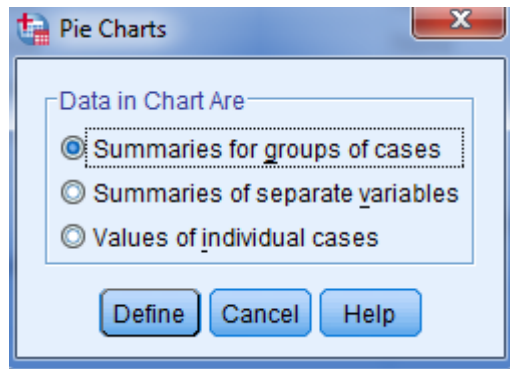 Pie Charts
Data in Chart Are
Summaries for groups of cases
Summaries of separate variables
Values of individual cases
Define Cancel Help